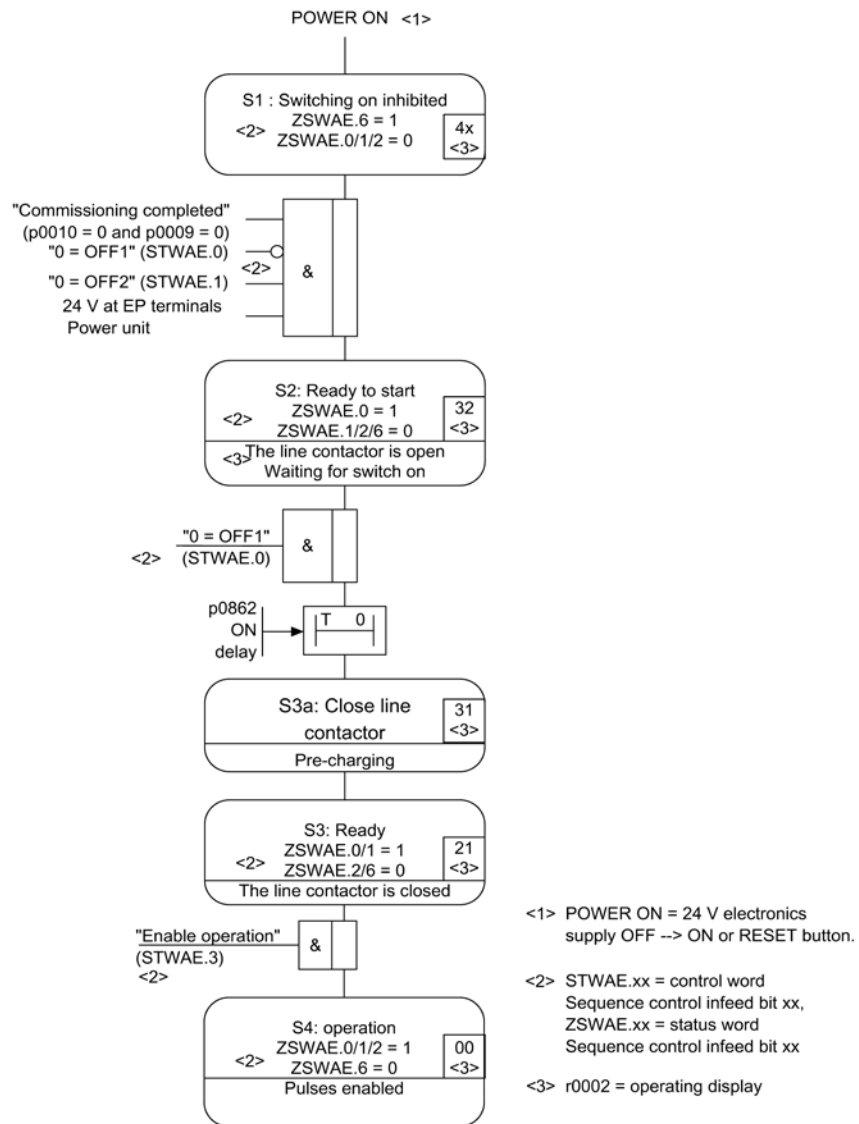 POWER ON <1>
S1 : Switching on inhibited
<2> ZSWAE.6 = 1
ZSWAE.0/1/2 = 0
4x
<3>
"Commissioning completed"
(p0010 = 0 and p0009 = 0)
"0 = OFF1" (STWAE.0)
<2>
"0 = OFF2" (STWAE.1)
24 V at EP terminals
Power unit
&
S2: Ready to start
<2> ZSWAE.0 = 1
ZSWAE.1/2/6 = 0
32
<3>
<3> The line contactor is open
Waiting for switch on
"0 = OFF1"
<2> (STWAE.0)
&
p0862
ON
delay
T 0
S3a: Close line
contactor
31
<3>
Pre-charging
S3: Ready
ZSWAE.0/1 = 1
<2> ZSWAE.2/6 = 0
21
<3>
The line contactor is closed
"Enable operation"
(STWAE.3)
<2>
&
S4: operation
<2> ZSWAE.0/1/2 = 1
ZSWAE.6 = 0
00
<3>
Pulses enabled
<1> POWER ON = 24 V electronics
supply OFF --> ON or RESET button.
<2> STWAE.xx = control word
Sequence control infeed bit xx,
ZSWAE.xx = status word
Sequence control infeed bit xx
<3> r0002 = operating display